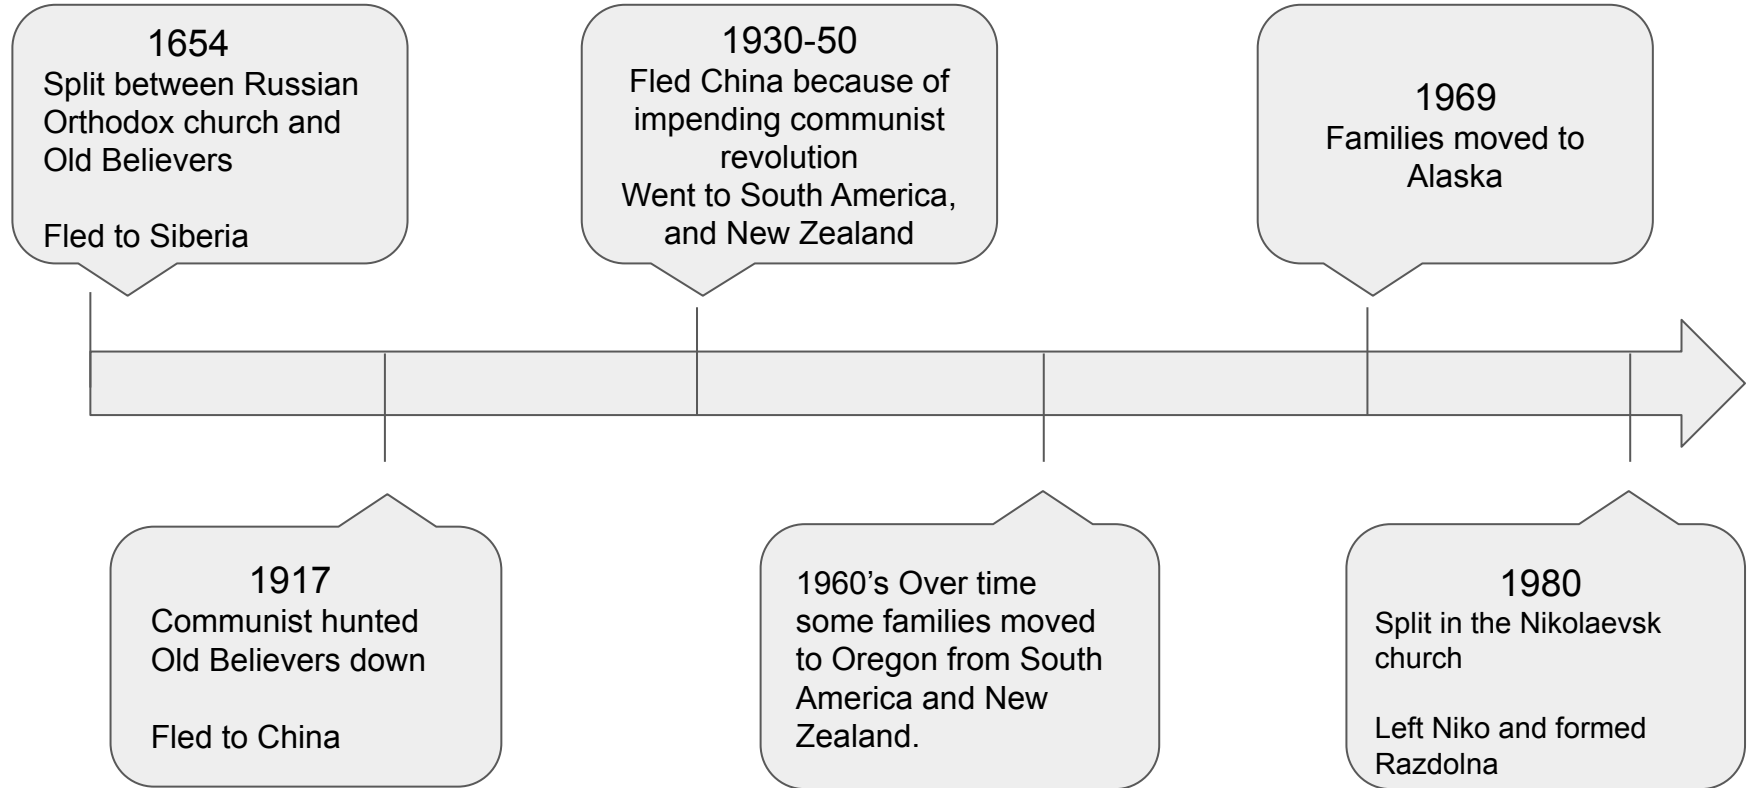 1654
Split between Russian
Orthodox church and
Old Believers
Fled to Siberia
1930-50
Fled China because of
impending communist
revolution
Went to South America,
and New Zealand
1969
Families moved to
Alaska
1917
Communist hunted
Old Believers down
Fled to China
1960’s Over time
some families moved
to Oregon from South
America and New
Zealand.
1980
Split in the Nikolaevsk
church
Left Niko and formed
Razdolna